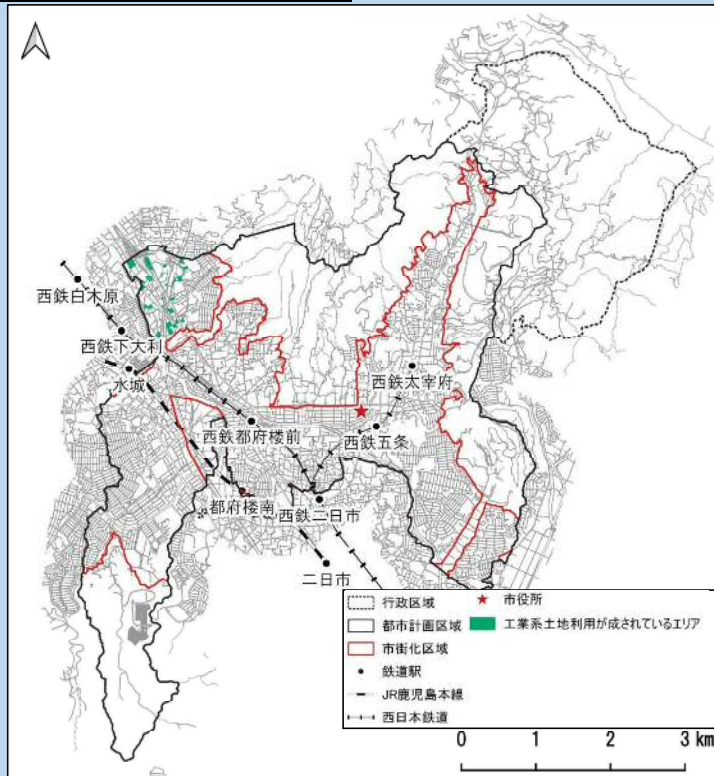 西鉄白木原
西鉄下大利
水城
西鉄太宰府
西鉄都府楼前
西鉄五条
都府楼南
西鉄二日市
二日市
行政区域
市役所
都市計画区域
工業系土地利用が成されているエリア
市街化区域
鉄道駅
JR鹿児島本線
西日本鉄道
0 1 2 3 km